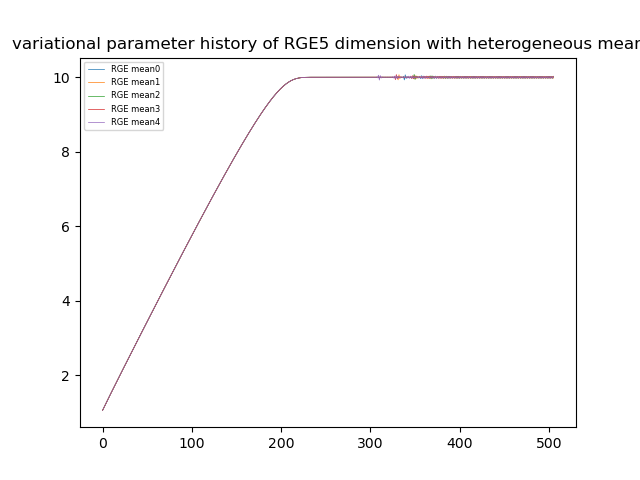 variational parameter history of RGE5 dimension with heterogeneous mear
10
8
6
4
2
RGE mean0
RGE mean1
RGE mean2
RGE mean3
RGE mean4
0 100 200 300 400 500